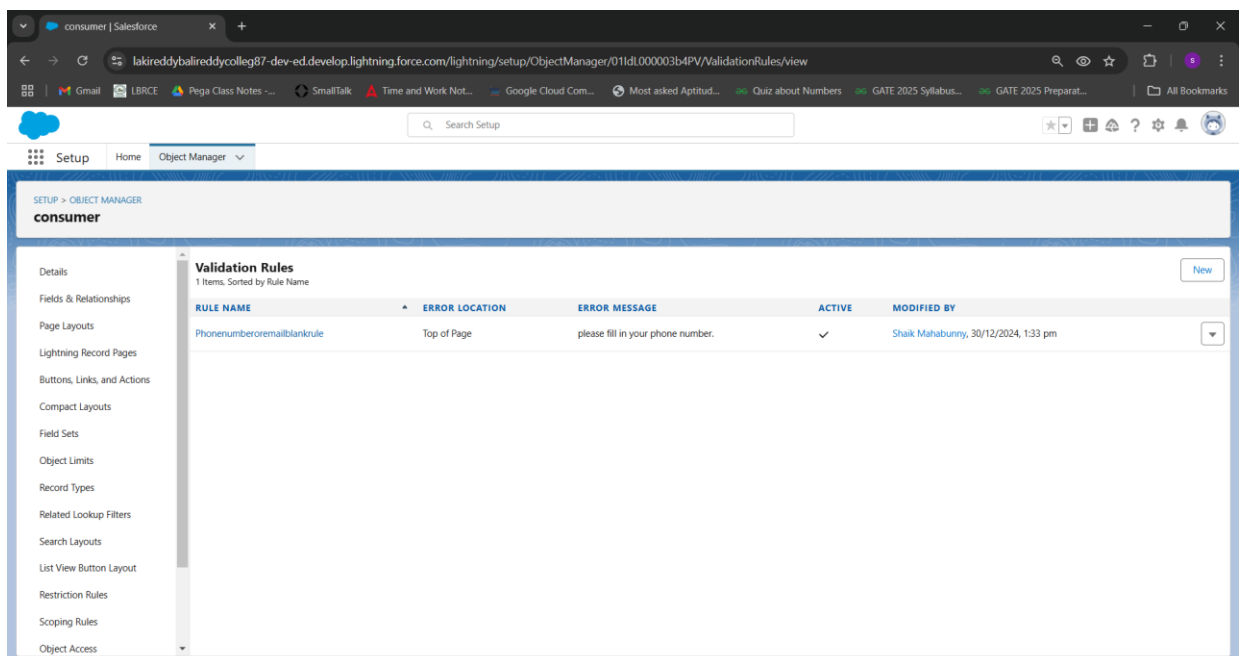 consumer | Salesforce
lakireddybalireddycolleg87-dev-ed.develop.lightning.force.com/lightning/setup/ObjectManager/01IdL000003b4PV/ValidationRules/view
Gmail LBRCE Pega Class Notes -... SmallTalk Time and Work Not... Google Cloud Com... Most asked Aptitud... Quiz about Numbers GATE 2025 Syllabus... GATE 2025 Preparat... All Bookmarks
Search Setup
Setup Home Object Manager
SETUP > OBJECT MANAGER
consumer
Details
Fields & Relationships
Page Layouts
Lightning Record Pages
Buttons, Links, and Actions
Compact Layouts
Field Sets
Object Limits
Record Types
Related Lookup Filters
Search Layouts
List View Button Layout
Restriction Rules
Scoping Rules
Object Access
Validation Rules
1 Items, Sorted by Rule Name
New
RULE NAME ERROR LOCATION ERROR MESSAGE ACTIVE MODIFIED BY
Phonenumberoremailblankrule Top of Page please fill in your phone number. Shaik Mahabunny, 30/12/2024, 1:33 pm